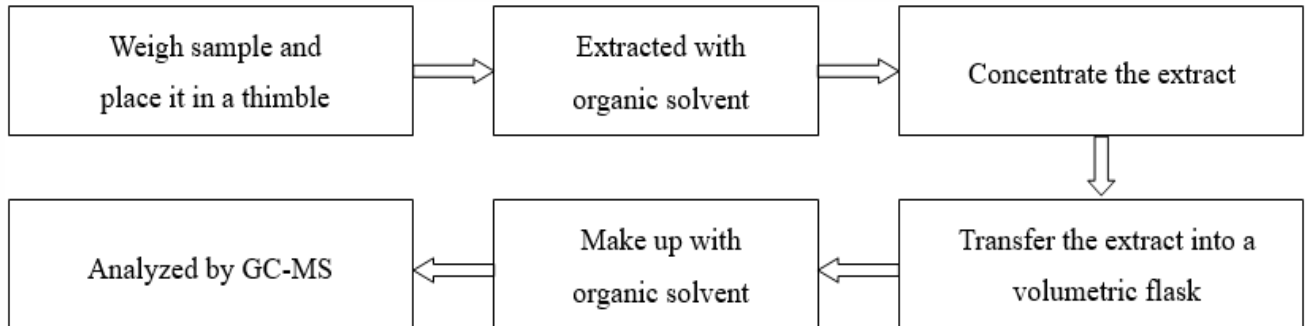 Weigh sample and
place it in a thimble
Extracted with
organic solvent
Concentrate the extract
Transfer the extract into a
volumetric flask
Make up with
organic solvent
Analyzed by GC-MS